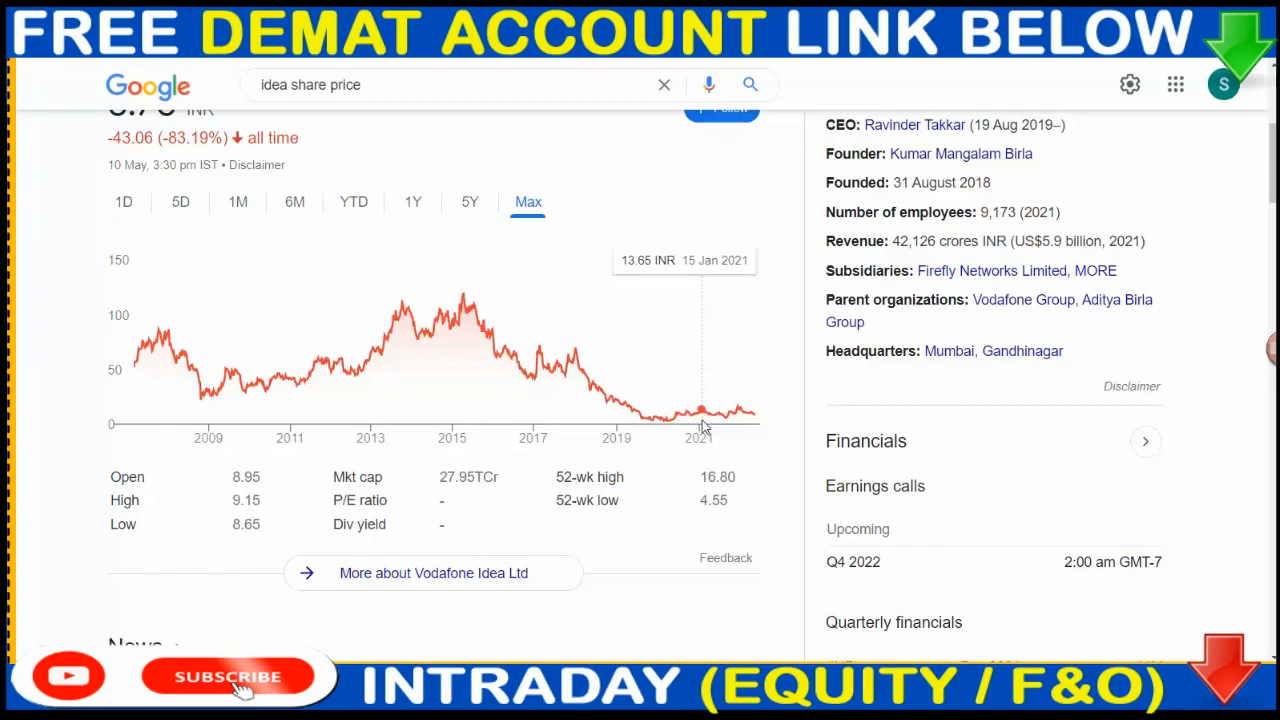 FREE DEMAT ACCOUNT LINK BELOW
Google
idea share price
S
INR
-43.06 (-83.19%) all time
10 May, 3:30 pm IST • Disclaimer
1D 5D 1M 6M YTD 1Y 5Y Max
13.65 INR 15 Jan 2021
150
100
50
0
2009 2011 2013 2015 2017 2019 2021
Open 8.95 Mkt cap 27.95TCr 52-wk high 16.80
High 9.15 P/E ratio - 52-wk low 4.55
Low 8.65 Div yield -
Feedback
More about Vodafone Idea Ltd
News
CEO: Ravinder Takkar (19 Aug 2019–)
Founder: Kumar Mangalam Birla
Founded: 31 August 2018
Number of employees: 9,173 (2021)
Revenue: 42,126 crores INR (US$5.9 billion, 2021)
Subsidiaries: Firefly Networks Limited, MORE
Parent organizations: Vodafone Group, Aditya Birla
Group
Headquarters: Mumbai, Gandhinagar
Disclaimer
Financials
Earnings calls
Upcoming
Q4 2022 2:00 am GMT-7
Quarterly financials
SUBSCRIBE
INTRADAY (EQUITY / F&O)